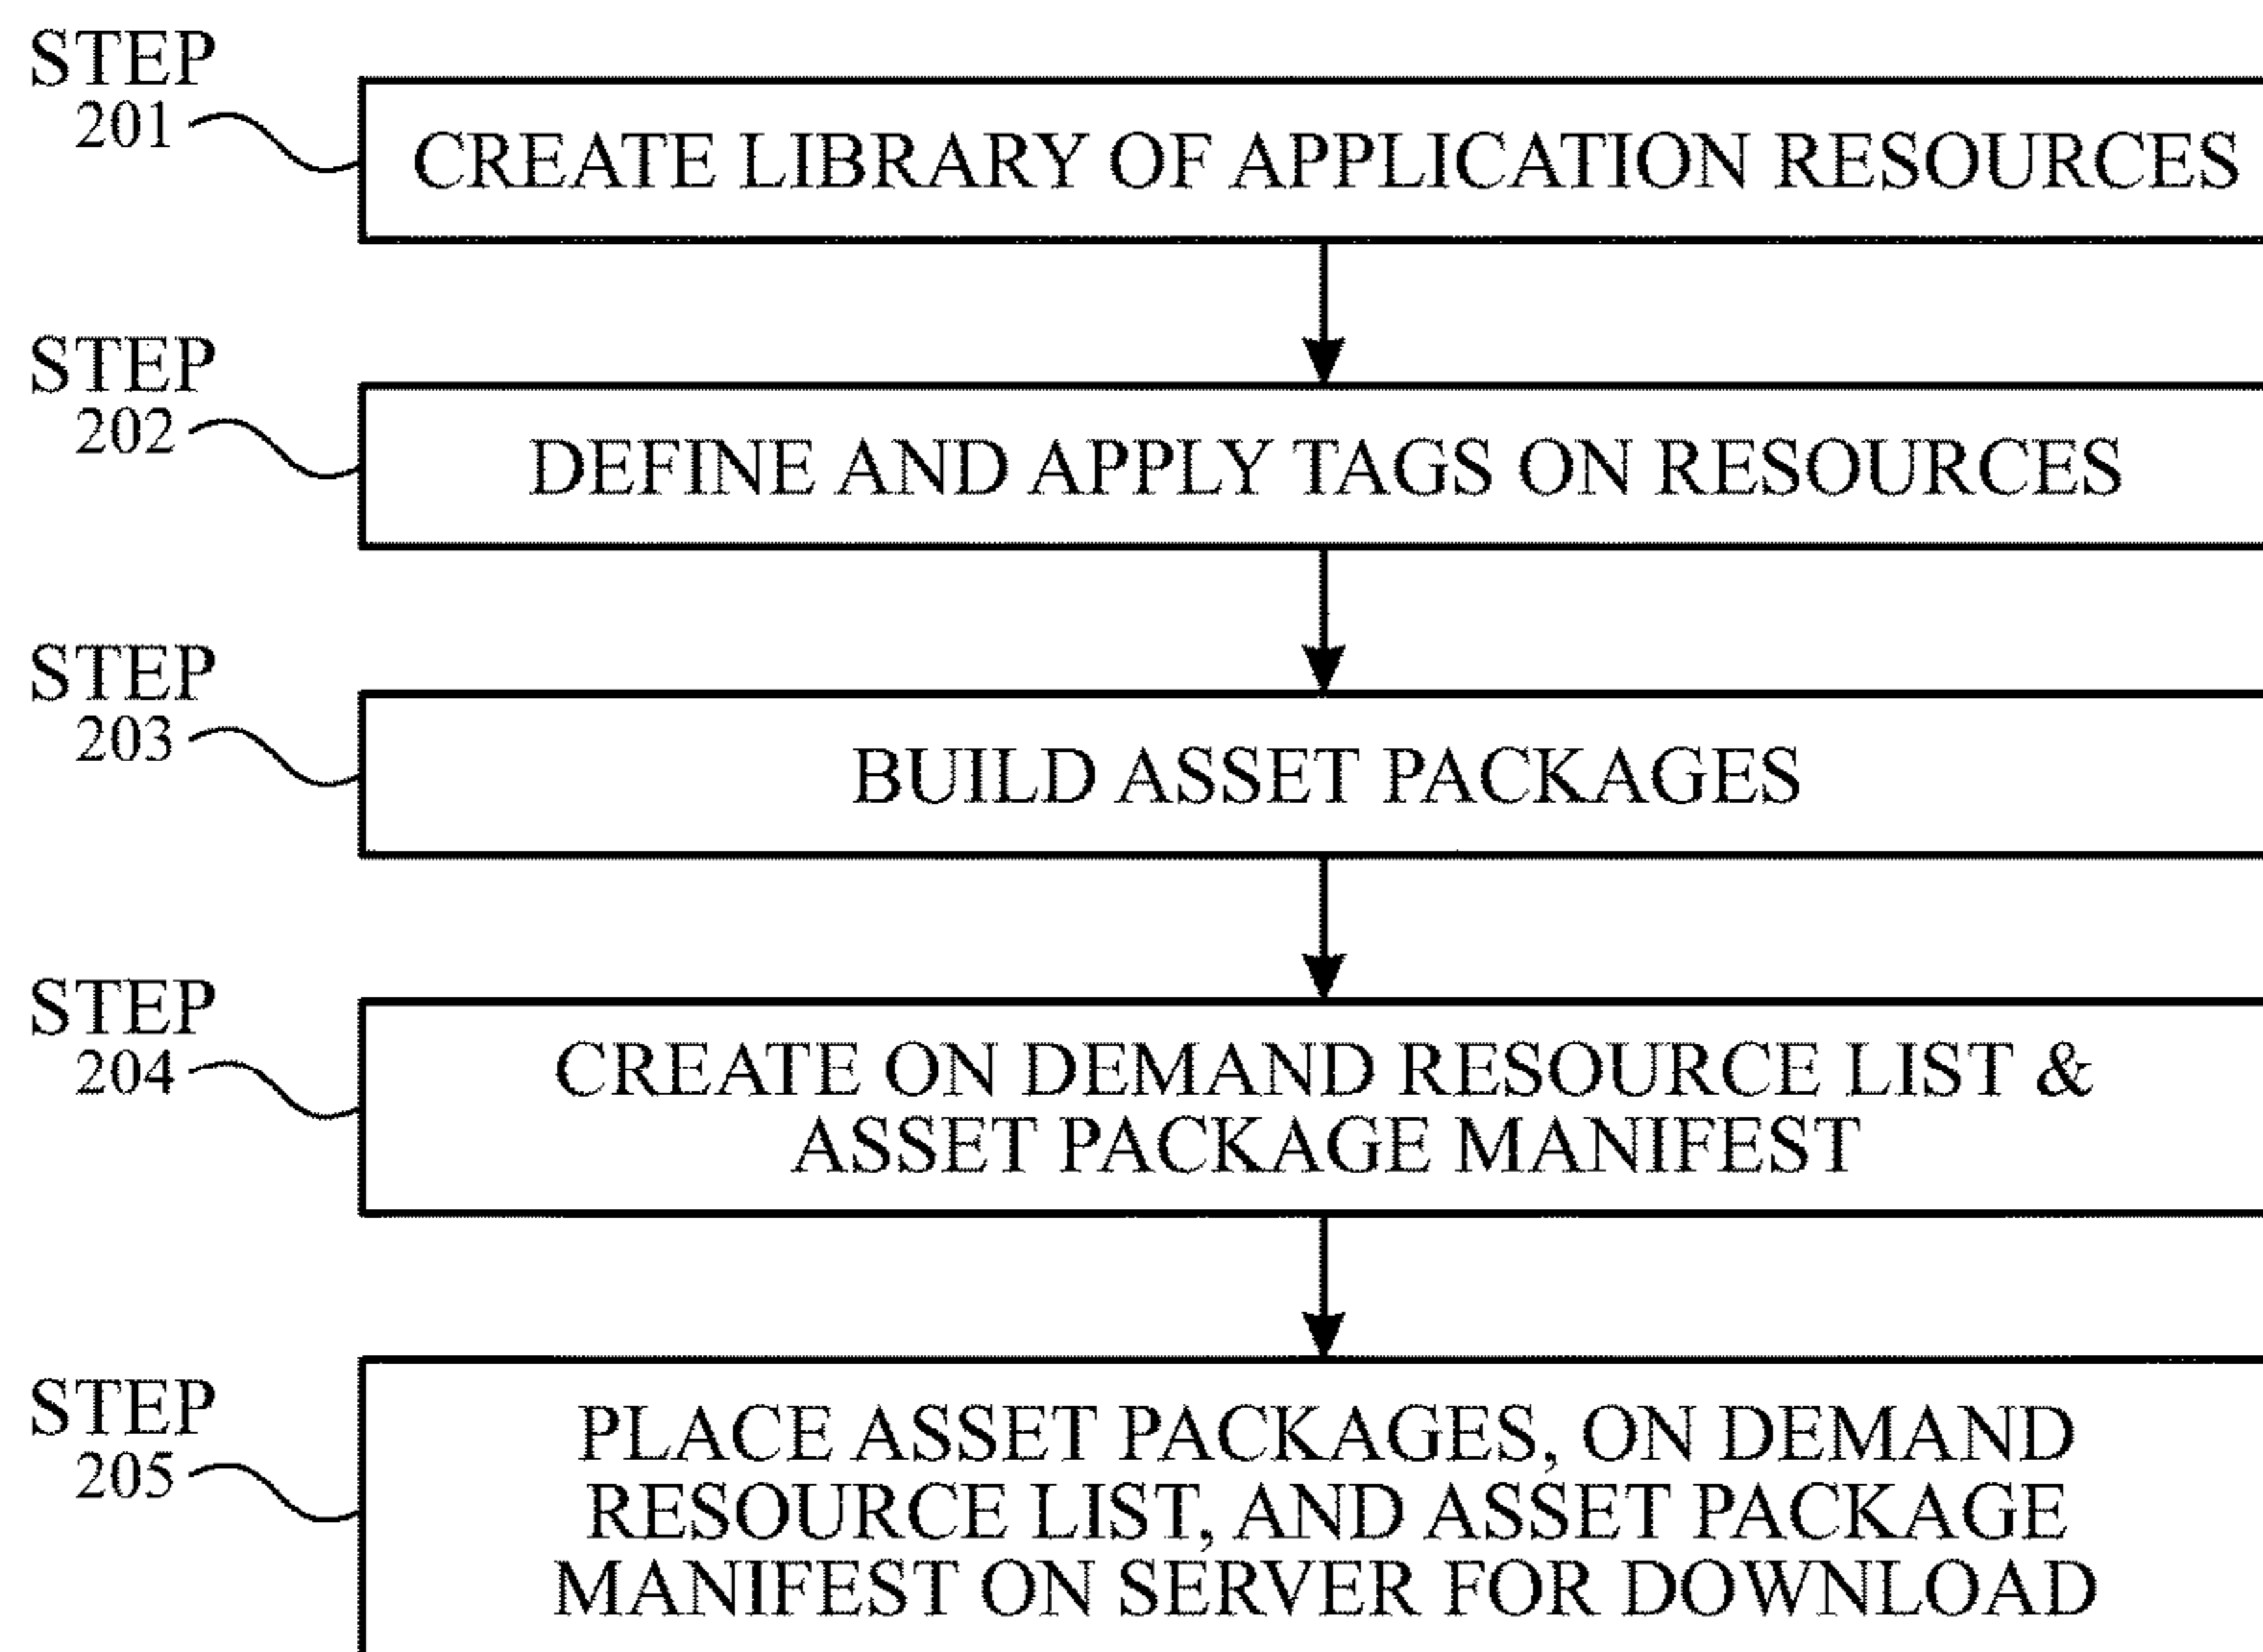 STEP
201
CREATE LIBRARY OF APPLICATION RESOURCES
STEP
202
DEFINE AND APPLY TAGS ON RESOURCES
STEP
203
BUILD ASSET PACKAGES
STEP
204
CREATE ON DEMAND RESOURCE LIST &
ASSET PACKAGE MANIFEST
STEP
205
PLACE ASSET PACKAGES, ON DEMAND
RESOURCE LIST, AND ASSET PACKAGE
MANIFEST ON SERVER FOR DOWNLOAD